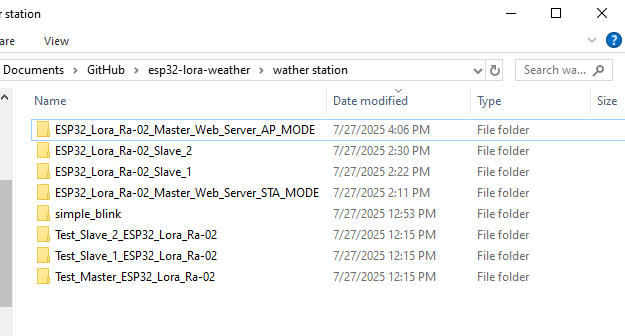 ther station
are View
Documents GitHub esp32-lora-weather wather station Search wa...
Name Date modified Type Size
ESP32_Lora_Ra-02_Master_Web_Server_AP_MODE 7/27/2025 4:06 PM File folder
ESP32_Lora_Ra-02_Slave_2 7/27/2025 2:30 PM File folder
ESP32_Lora_Ra-02_Slave_1 7/27/2025 2:22 PM File folder
ESP32_Lora_Ra-02_Master_Web_Server_STA_MODE 7/27/2025 2:11 PM File folder
simple_blink 7/27/2025 12:53 PM File folder
Test_Slave_2_ESP32_Lora_Ra-02 7/27/2025 12:15 PM File folder
Test_Slave_1_ESP32_Lora_Ra-02 7/27/2025 12:15 PM File folder
Test_Master_ESP32_Lora_Ra-02 7/27/2025 12:15 PM File folder